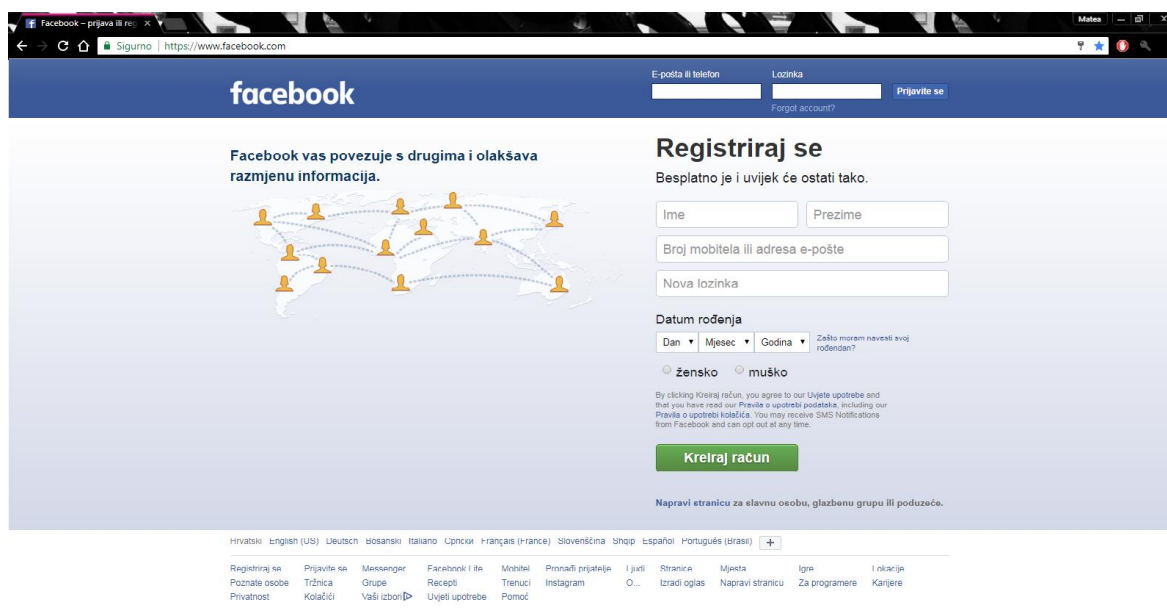 Facebook – prijava ili reg
Matea
Sigurno | https://www.facebook.com
facebook
E-pošta ili telefon
Lozinka
Prijavite se
Forgot account?
Facebook vas povezuje s drugima i olakšava
razmjenu informacija.
Registriraj se
Besplatno je i uvijek će ostati tako.
Ime
Prezime
Broj mobitela ili adresa e-pošte
Nova lozinka
Datum rođenja
Dan
Mjesec
Godina
Zašto moram navesti svoj
rođendan?
žensko
muško
By clicking Kreiraj račun, you agree to our Uvjete upotrebe and
that you have read our Pravila o upotrebi podataka, including our
Pravila o upotrebi kolačića. You may receive SMS Notifications
from Facebook and can opt out at any time.
Kreiraj račun
Napravi stranicu za slavnu osobu, glazbenu grupu ili poduzeće.
Hrvatski English (US) Deutsch Bosanski Italiano Српски Français (France) Slovenščina Shqip Español Português (Brasil) +
Registriraj se Prijavite se Messenger Facebook Lite Mobitel Pronađi prijatelje Ljudi Stranice Mjesta Igre Lokacije
Poznate osobe Tržnica Grupe Recepti Trenuci Instagram O... Izradi oglas Napravi stranicu Za programere Karijere
Privatnost Kolačići Vaši izbori Uvjeti upotrebe Pomoć